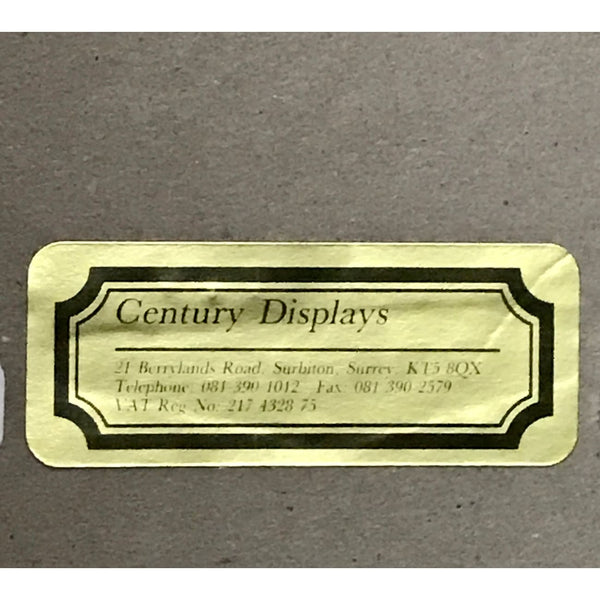 Century Displays
21 Berrylands Road, Surbiton, Surrey, KT5 8QX
Telephone: 081 390 1012 Fax: 081 390 2579
VAT Reg No: 217 4328 75